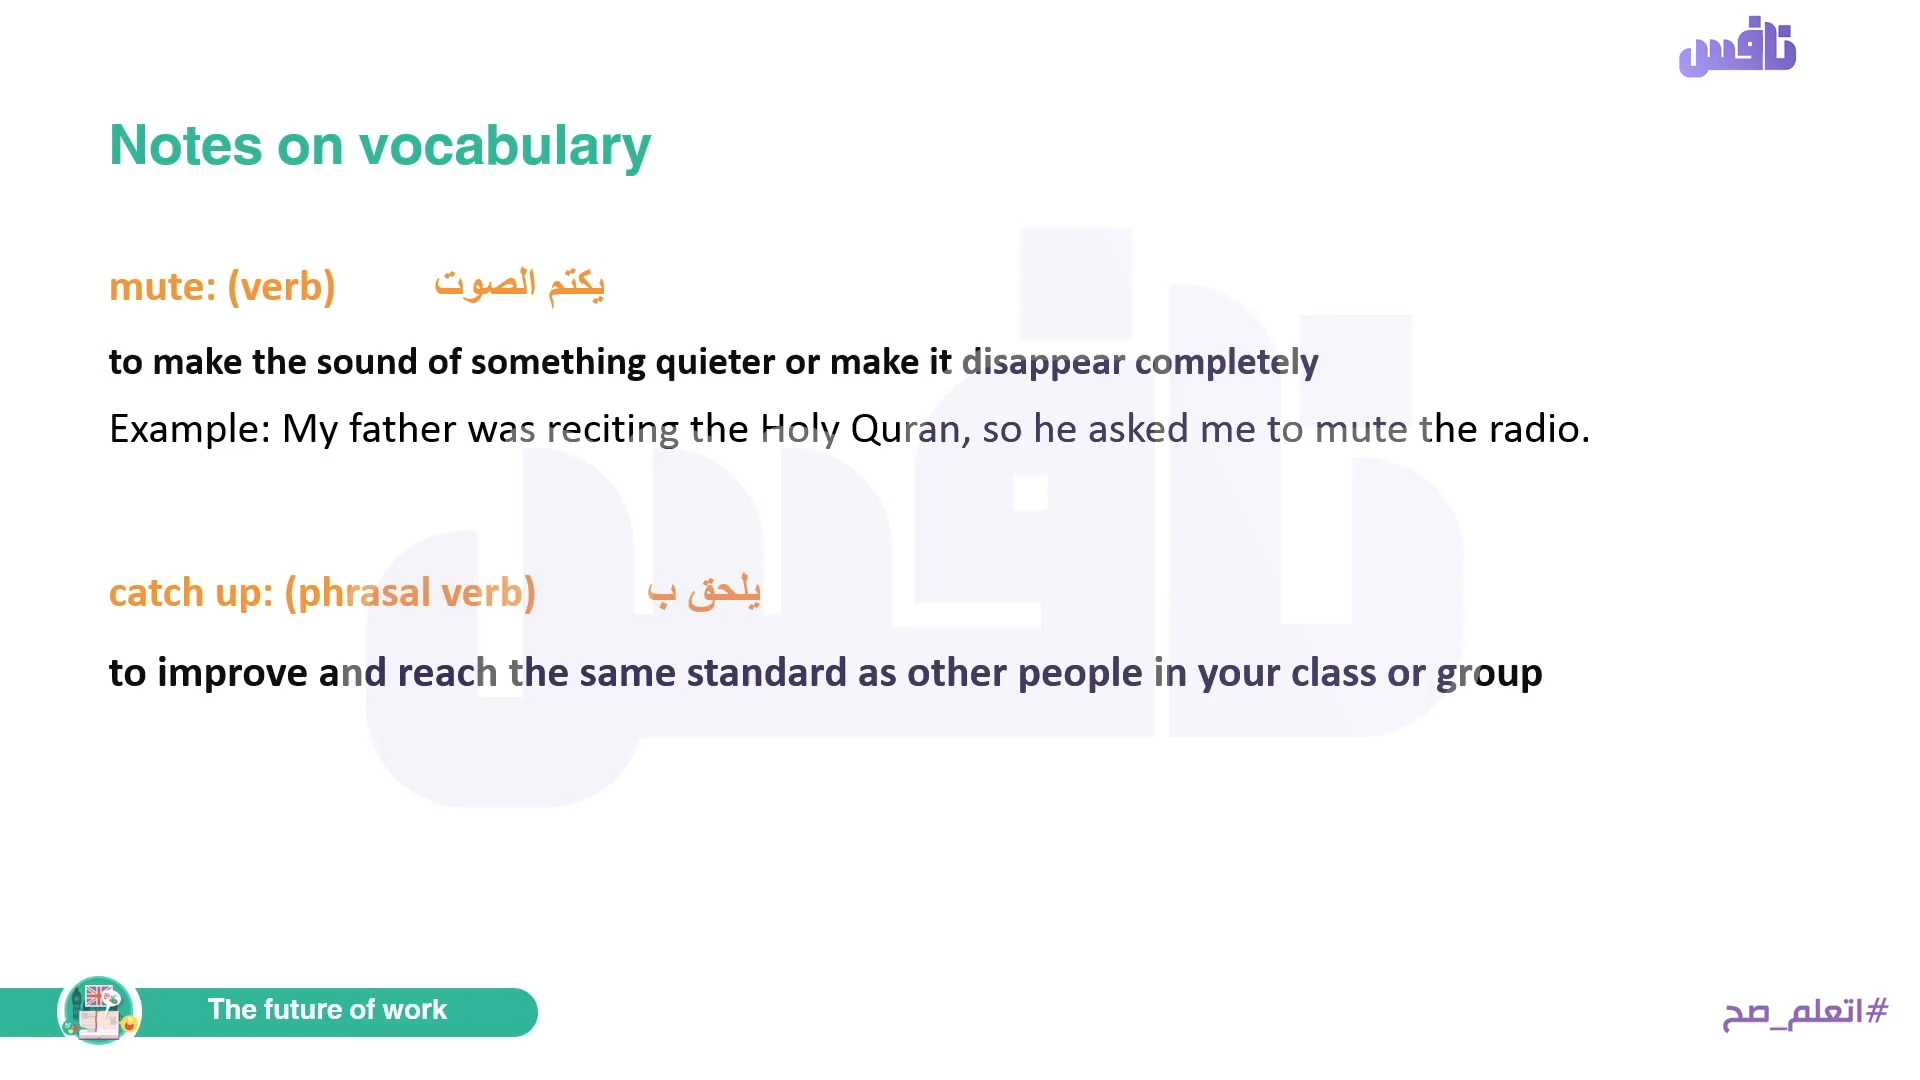 نافس
Notes on vocabulary
mute: (verb) يكتم الصوت
to make the sound of something quieter or make it disappear completely
Example: My father was reciting the Holy Quran, so he asked me to mute the radio.
catch up: (phrasal verb) يلحق ب
to improve and reach the same standard as other people in your class or group
The future of work
#اتعلم_صح